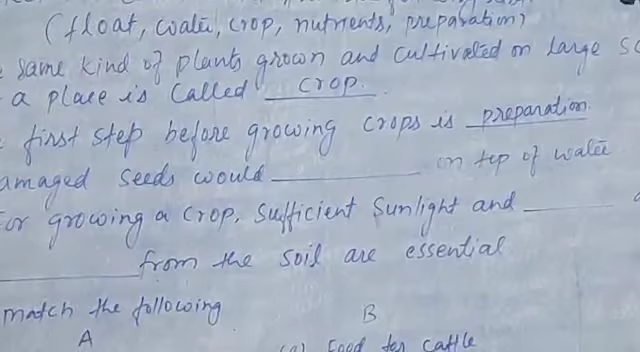 (float, water, crop, nutrients, preparation)
same kind of plants grown and cultivated on large
a place is called crop.
first step before growing crops is preparation.
amaged seeds would ________ on top of water
or growing a crop, sufficient sunlight and ________
________ from the soil are essential
match the following
A B
(a) Food for cattle